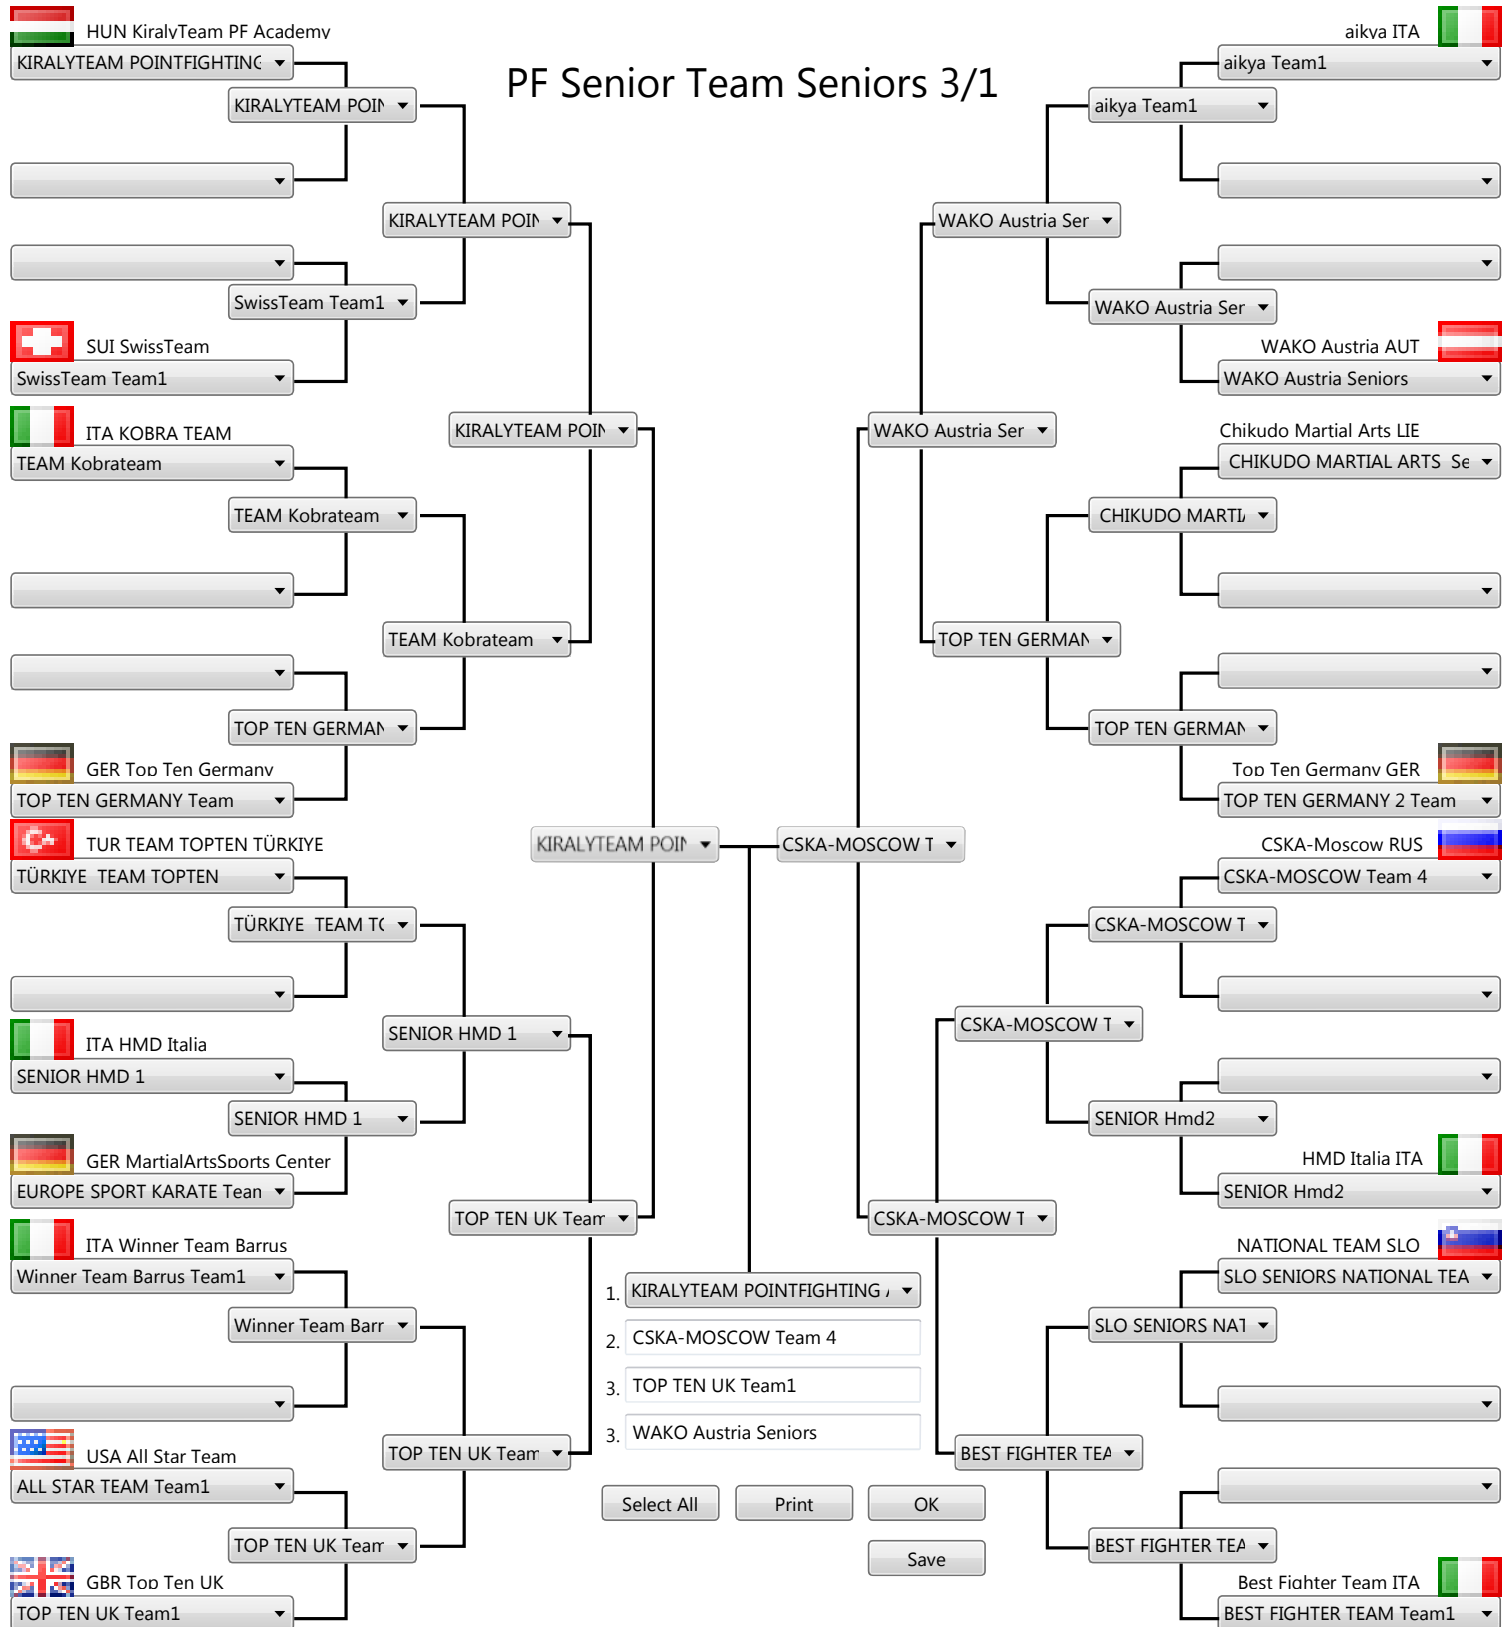 PF Senior Team Seniors 3/1
HUN KiralyTeam PF Academy
KIRALYTEAM POINTFIGHTING
KIRALYTEAM POIN
KIRALYTEAM POIN
SwissTeam Team1
SUI SwissTeam
SwissTeam Team1
ITA KOBRA TEAM
TEAM Kobrateam
KIRALYTEAM POIN
TEAM Kobrateam
TEAM Kobrateam
TOP TEN GERMAN
GER Top Ten Germany
TOP TEN GERMANY Team
TUR TEAM TOPTEN TÜRKIYE
KIRALYTEAM POIN
TÜRKIYE  TEAM TOPTEN
TÜRKIYE  TEAM TO
SENIOR HMD 1
ITA HMD Italia
SENIOR HMD 1
SENIOR HMD 1
GER MartialArtsSports Center
EUROPE SPORT KARATE Team
TOP TEN UK Team
ITA Winner Team Barrus
Winner Team Barrus Team1
Winner Team Barr
TOP TEN UK Team
USA All Star Team
ALL STAR TEAM Team1
TOP TEN UK Team
GBR Top Ten UK
TOP TEN UK Team1
aikya ITA
aikya Team1
aikya Team1
WAKO Austria Ser
WAKO Austria Ser
WAKO Austria AUT
WAKO Austria Seniors
WAKO Austria Ser
Chikudo Martial Arts LIE
CHIKUDO MARTIAL ARTS  Se
CHIKUDO MARTIA
TOP TEN GERMAN
TOP TEN GERMAN
Top Ten Germany GER
TOP TEN GERMANY 2 Team
CSKA-MOSCOW T
CSKA-Moscow RUS
CSKA-MOSCOW Team 4
CSKA-MOSCOW T
CSKA-MOSCOW T
SENIOR Hmd2
HMD Italia ITA
SENIOR Hmd2
CSKA-MOSCOW T
NATIONAL TEAM SLO
SLO SENIORS NATIONAL TEA
SLO SENIORS NAT
BEST FIGHTER TEA
BEST FIGHTER TEA
Best Fighter Team ITA
BEST FIGHTER TEAM Team1
1. KIRALYTEAM POINTFIGHTING A
2. CSKA-MOSCOW Team 4
3. TOP TEN UK Team1
3. WAKO Austria Seniors
Select All
Print
OK
Save